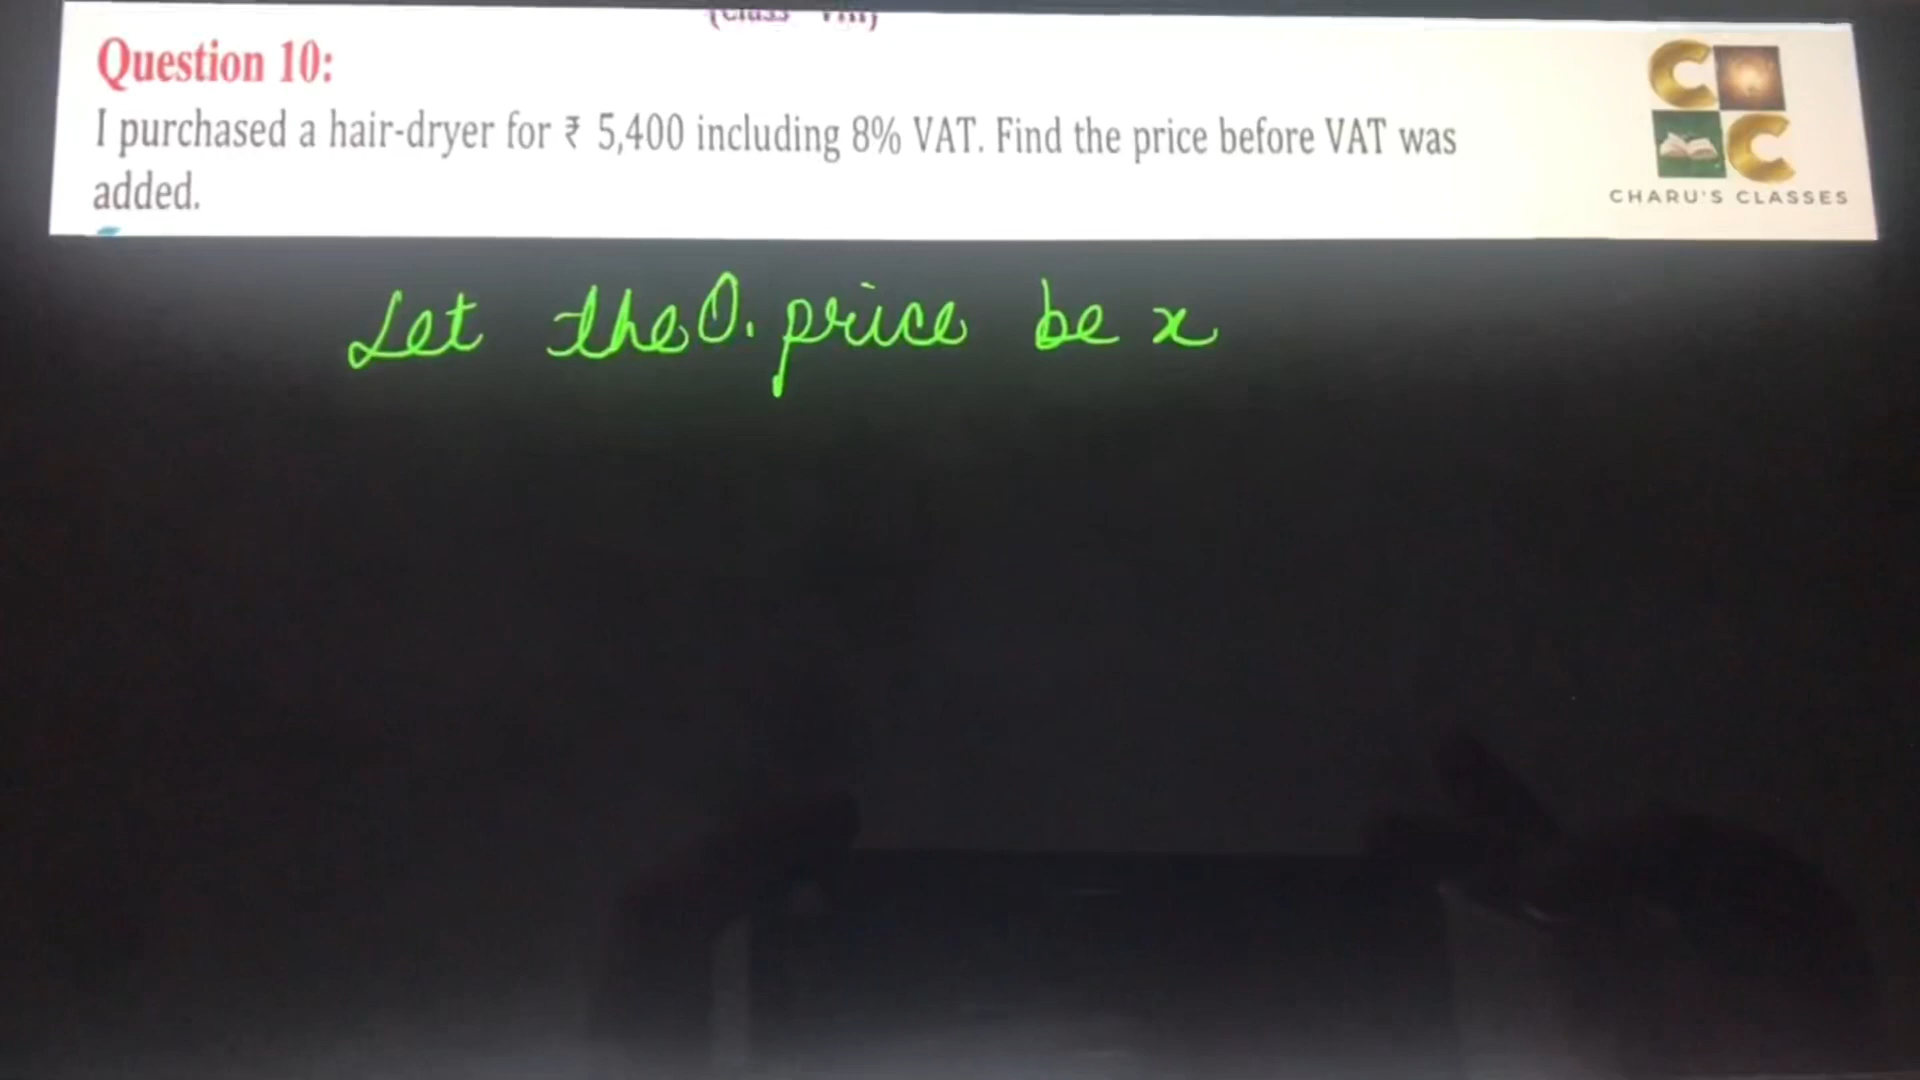 Question 10:
I purchased a hair-dryer for ₹ 5,400 including 8% VAT. Find the price before VAT was
added.
C
C
CHARU'S CLASSES
Let the O. price be x